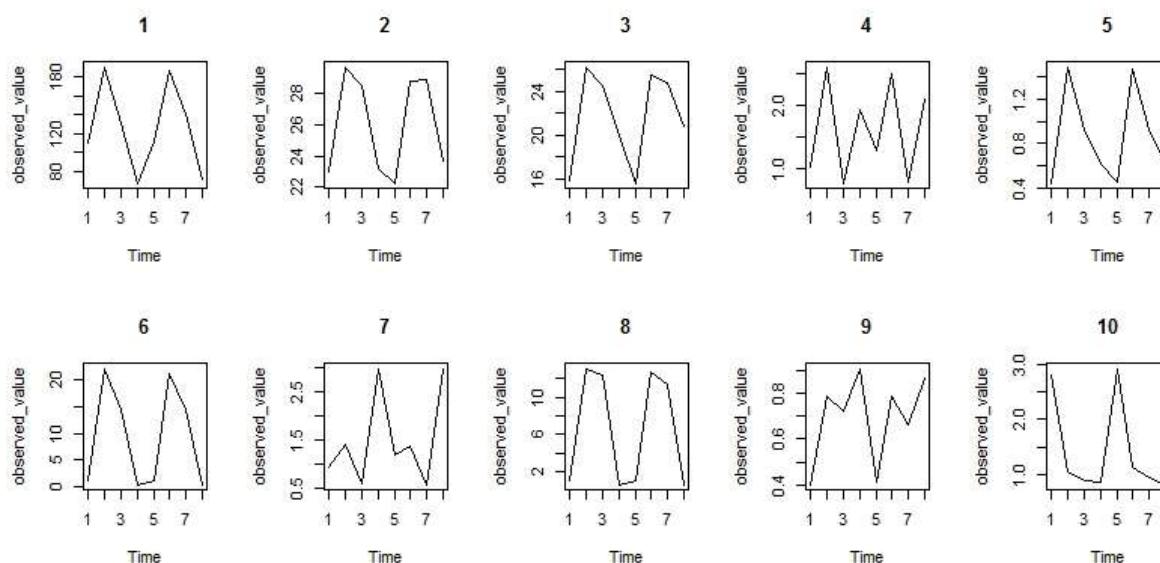 1 2 3 4 5
observed_value observed_value observed_value observed_value observed_value
180 120 80
28 26 24 22
24 20 16
2.0 1.0
1.2 0.8 0.4
1 3 5 7 1 3 5 7 1 3 5 7 1 3 5 7 1 3 5 7
Time Time Time Time Time
6 7 8 9 10
observed_value observed_value observed_value observed_value observed_value
20 15 10 5 0
2.5 1.5 0.5
10 6 2
0.8 0.6 0.4
3.0 2.0 1.0
1 3 5 7 1 3 5 7 1 3 5 7 1 3 5 7 1 3 5 7
Time Time Time Time Time